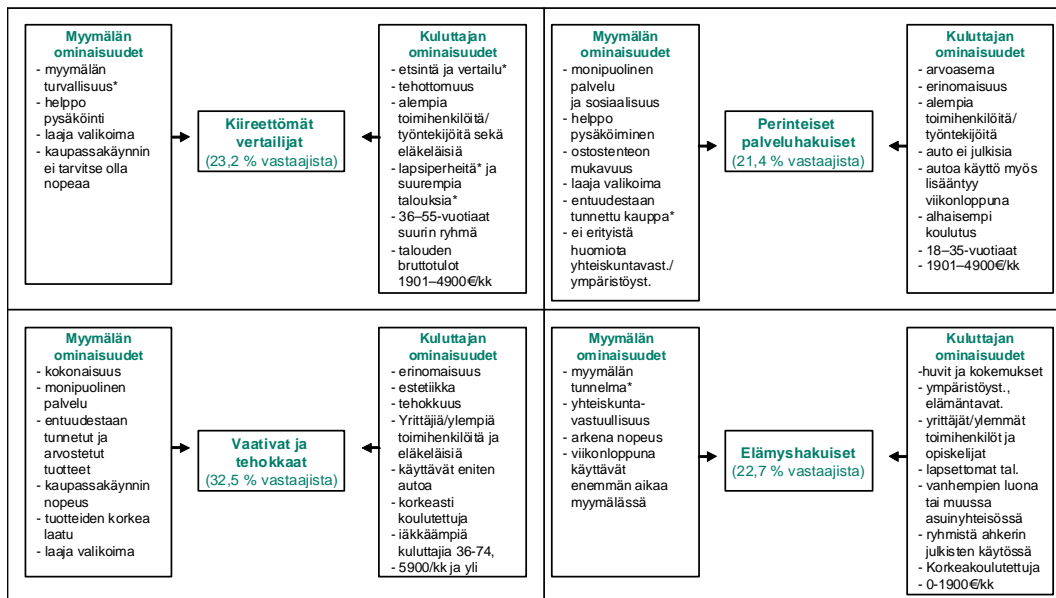 Myymälän
ominaisuudet
- myymälän
turvallisuus*
- helppo
pysäköinti
- laaja valikoima
- kaupassakäynnin
ei tarvitse olla
nopeaa
Kiireettömät
vertailijat
(23,2 % vastaajista)
Kuluttajan
ominaisuudet
- etsintä ja vertailu*
- tehottomuus
- alempia
toimihenkilöitä/
työntekijöitä sekä
eläkeläisiä
- lapsiperheitä* ja
suurempia
talouksia*
- 36–55-vuotiaat
suurin ryhmä
- talouden
bruttotulot
1901–4900€/kk
Myymälän
ominaisuudet
- monipuolinen
palvelu
ja sosiaalisuus
- helppo
pysäköiminen
- ostostenteon
mukavuus
- laaja valikoima
- entuudestaan
tunnettu kauppa*
- ei erityistä
huomiota
yhteiskuntavast./
ympäristöyst.
Perinteiset
palveluhakuiset
(21,4 % vastaajista)
Kuluttajan
ominaisuudet
- arvoasema
- erinomaisuus
- alempia
toimihenkilöitä/
työntekijöitä
- auto ei julkisia
- autoa käyttö myös
lisääntyy
viikonloppuna
- alhaisempi
koulutus
- 18–35-vuotiaat
- 1901–4900€/kk
Myymälän
ominaisuudet
- kokonaisuus
- monipuolinen
palvelu
- entuudestaan
tunnetut ja
arvostetut
tuotteet
- kaupassakäynnin
nopeus
- tuotteiden korkea
laatu
- laaja valikoima
Vaativat ja
tehokkaat
(32,5 % vastaajista)
Kuluttajan
ominaisuudet
- erinomaisuus
- estetiikka
- tehokkuus
- Yrittäjiä/ylempiä
toimihenkilöitä ja
eläkeläisiä
- käyttävät eniten
autoa
- korkeasti
koulutettuja
- iäkkäämpiä
kuluttajia 36-74,
- 5900/kk ja yli
Myymälän
ominaisuudet
- myymälän
tunnelma*
- yhteiskunta-
vastuullisuus
- arkena nopeus
- viikonloppuna
käyttävät
enemmän aikaa
myymälässä
Elämyshakuiset
(22,7 % vastaajista)
Kuluttajan
ominaisuudet
-huvit ja kokemukset
- ympäristöyst.,
elämäntavat.
- yrittäjät/ylemmät
toimihenkilöt ja
opiskelijat
- lapsettomat tal.
- vanhempien luona
tai muussa
asuinyhteisössä
- ryhmistä ahkerin
julkisten käytössä
- Korkeakoulutettuja
- 0-1900€/kk